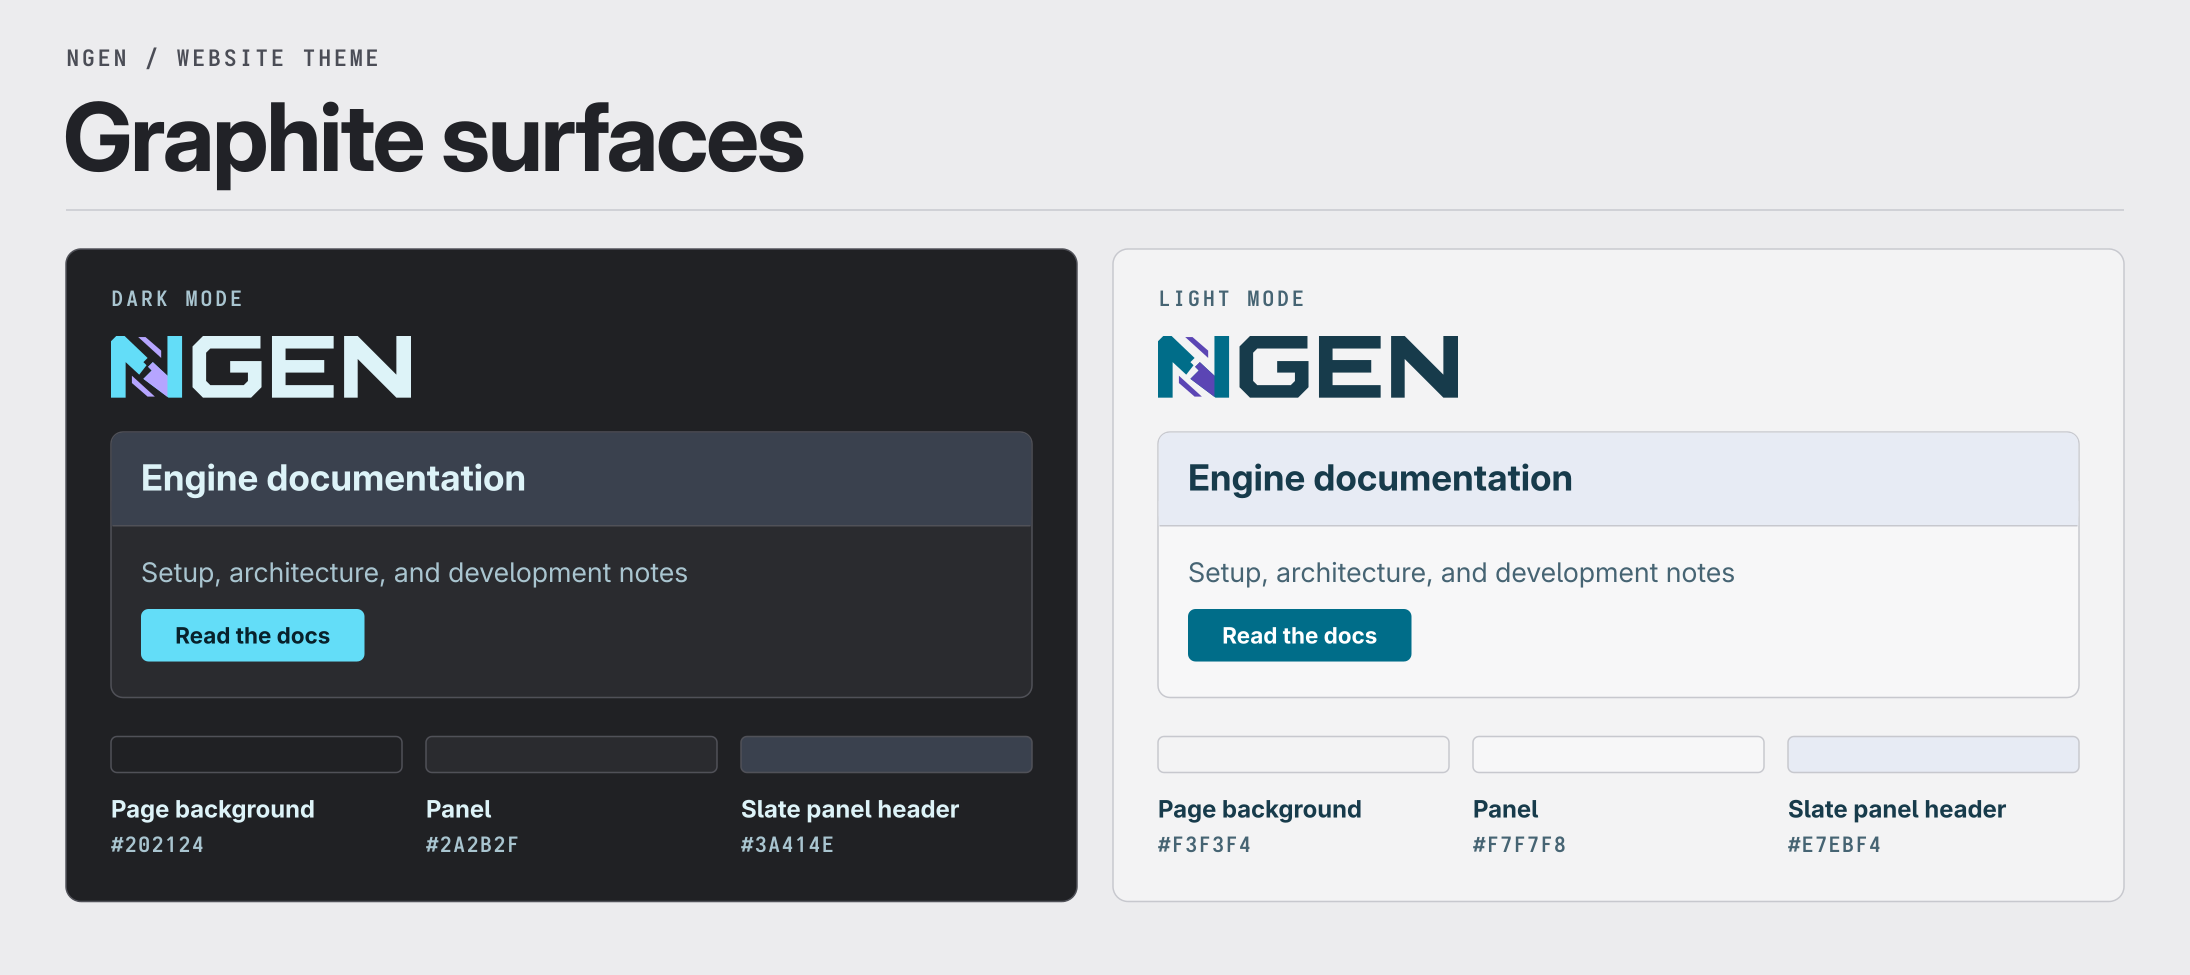 NGEN / WEBSITE THEME
Graphite surfaces
DARK MODE
NGEN
Engine documentation
Setup, architecture, and development notes
Read the docs
Page background
#202124
Panel
#2A2B2F
Slate panel header
#3A414E
LIGHT MODE
NGEN
Engine documentation
Setup, architecture, and development notes
Read the docs
Page background
#F3F3F4
Panel
#F7F7F8
Slate panel header
#E7EBF4